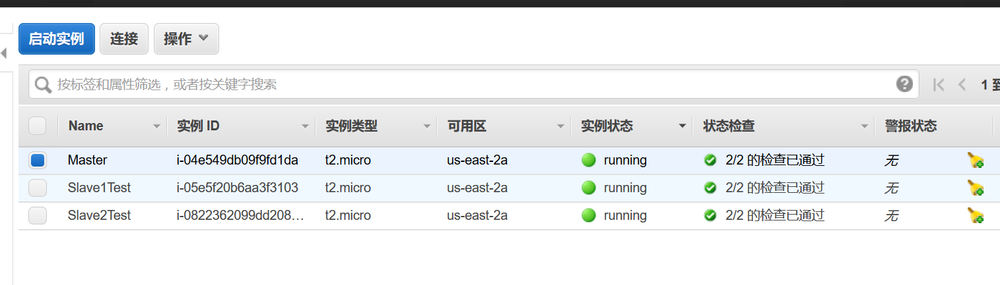 启动实例 连接 操作
按标签和属性筛选，或者按关键字搜索 1 到
Name 实例 ID 实例类型 可用区 实例状态 状态检查 警报状态
Master i-04e549db09f9fd1da t2.micro us-east-2a running 2/2 的检查已通过 无
Slave1Test i-05e5f20b6aa3f3103 t2.micro us-east-2a running 2/2 的检查已通过 无
Slave2Test i-0822362099dd208… t2.micro us-east-2a running 2/2 的检查已通过 无